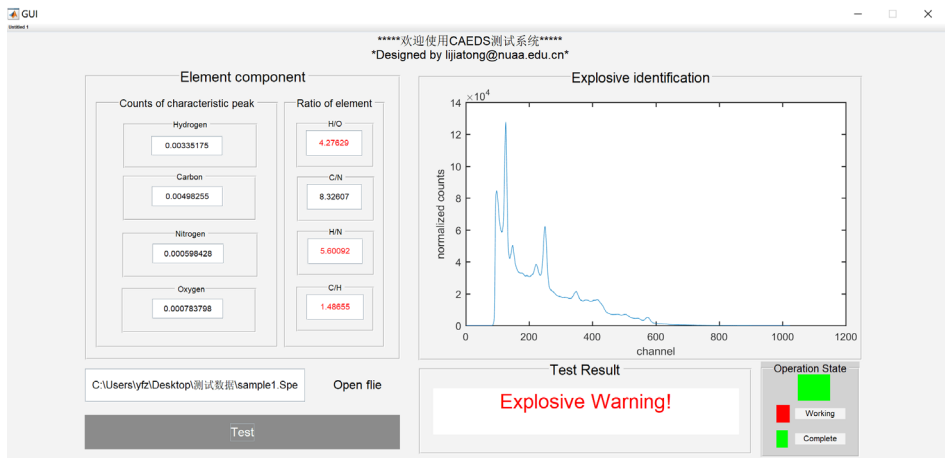 GUI
Untitled 1
*****欢迎使用CAEDS测试系统*****
*Designed by lijiatong@nuaa.edu.cn*
Element component
Counts of characteristic peak
Ratio of element
Hydrogen
0.00335175
H/O
4.27629
Carbon
0.00498255
C/N
8.32607
Nitrogen
0.000598428
H/N
5.60092
Oxygen
0.000783798
C/H
1.48655
Explosive identification
×10⁴
14
12
10
8
6
4
2
0
normalized counts
0 200 400 600 800 1000 1200
channel
C:\Users\yfz\Desktop\测试数据\sample1.Spe
Open flie
Test
Test Result
Explosive Warning!
Operation State
Working
Complete